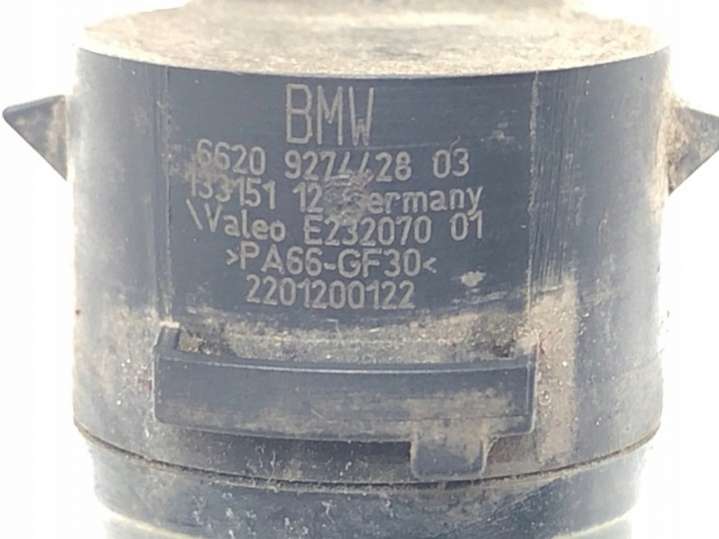 BMW
6620 9274428 03
133151 12 Germany
\Valeo E232070 01
>PA66-GF30<
2201200122